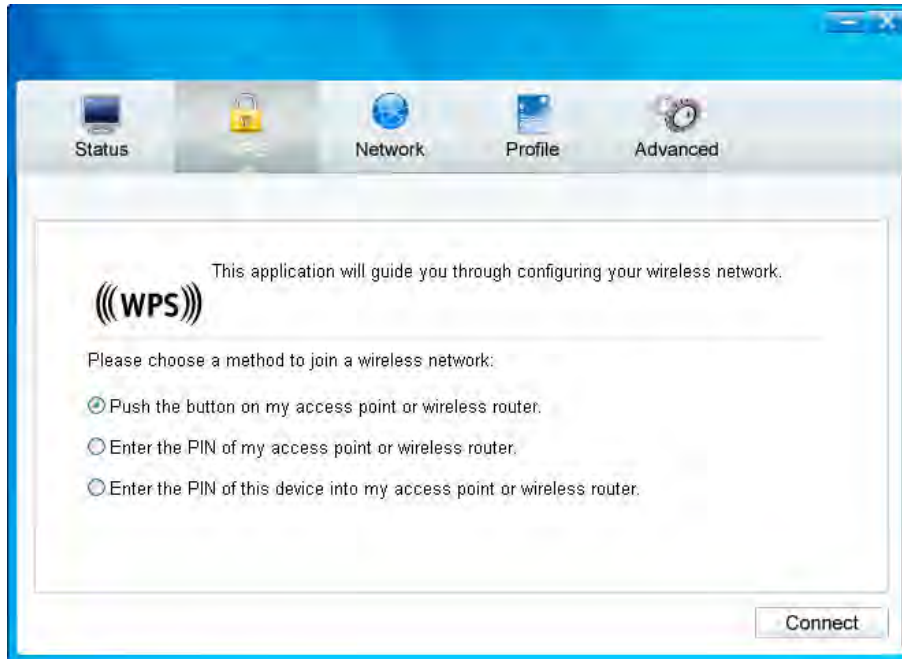 Status
Network
Profile
Advanced
This application will guide you through configuring your wireless network.
(((WPS)))
Please choose a method to join a wireless network:
Push the button on my access point or wireless router.
Enter the PIN of my access point or wireless router.
Enter the PIN of this device into my access point or wireless router.
Connect